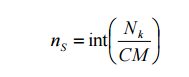 n_S = int(N_k / CM)